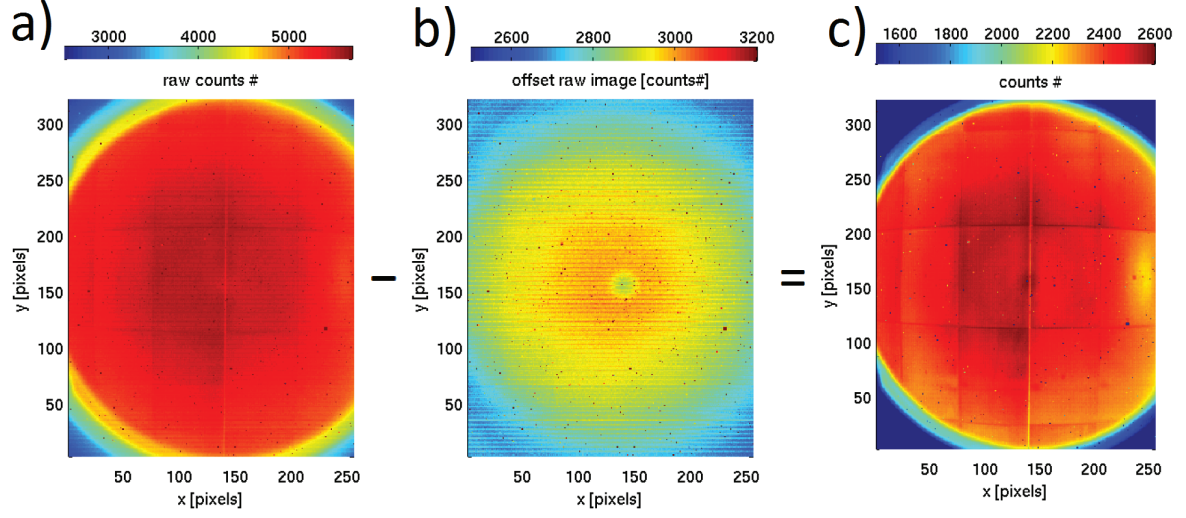 a)
3000 4000 5000
raw counts #
300
250
200
150
100
50
y [pixels]
50 100 150 200 250
x [pixels]
−
b)
2600 2800 3000 3200
offset raw image [counts#]
300
250
200
150
100
50
y [pixels]
50 100 150 200 250
x [pixels]
=
c)
1600 1800 2000 2200 2400 2600
counts #
300
250
200
150
100
50
y [pixels]
50 100 150 200 250
x [pixels]